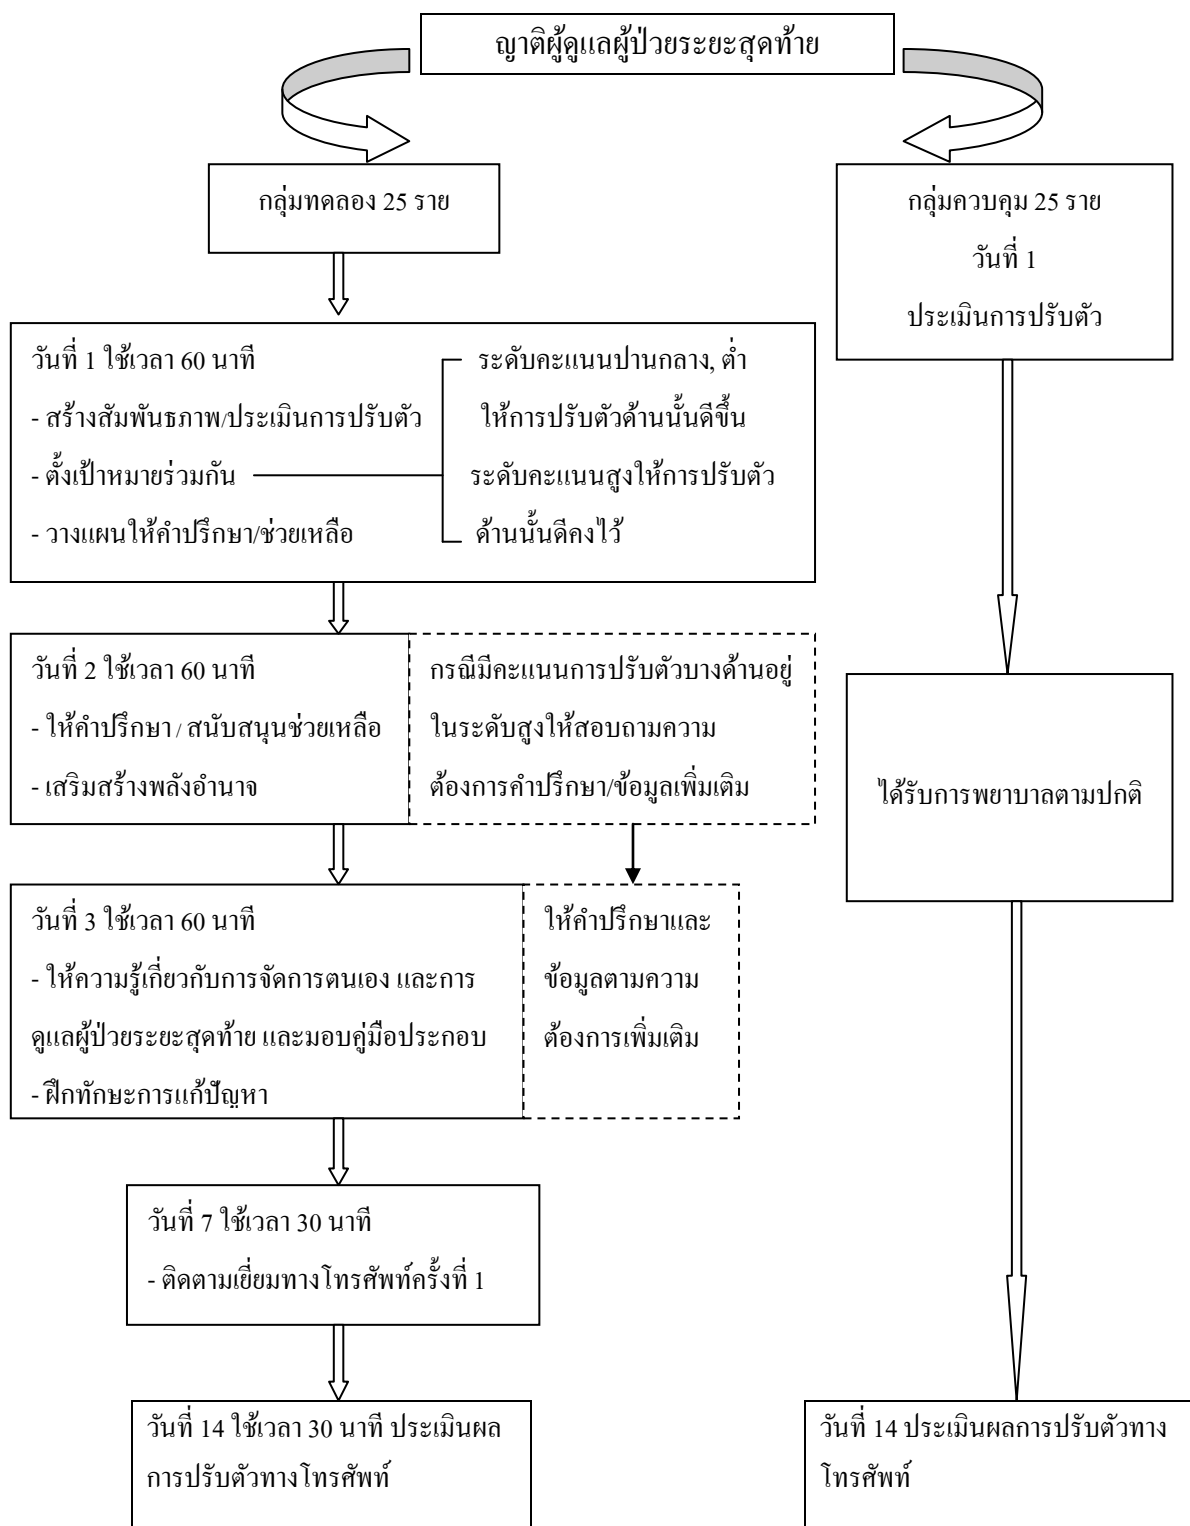 ญาติผู้ดูแลผู้ป่วยระยะสุดท้าย
กลุ่มทดลอง 25 ราย
กลุ่มควบคุม 25 ราย
วันที่ 1
ประเมินการปรับตัว
วันที่ 1 ใช้เวลา 60 นาที
- สร้างสัมพันธภาพ/ประเมินการปรับตัว
- ตั้งเป้าหมายร่วมกัน
- วางแผนให้คำปรึกษา/ช่วยเหลือ
ระดับคะแนนปานกลาง, ต่ำ
ให้การปรับตัวด้านนั้นดีขึ้น
ระดับคะแนนสูงให้การปรับตัว
ด้านนั้นดีคงไว้
วันที่ 2 ใช้เวลา 60 นาที
- ให้คำปรึกษา / สนับสนุนช่วยเหลือ
- เสริมสร้างพลังอำนาจ
กรณีมีคะแนนการปรับตัวบางด้านอยู่
ในระดับสูงให้สอบถามความ
ต้องการคำปรึกษา/ข้อมูลเพิ่มเติม
ได้รับการพยาบาลตามปกติ
วันที่ 3 ใช้เวลา 60 นาที
- ให้ความรู้เกี่ยวกับการจัดการตนเอง และการ
ดูแลผู้ป่วยระยะสุดท้าย และมอบคู่มือประกอบ
- ฝึกทักษะการแก้ปัญหา
ให้คำปรึกษาและ
ข้อมูลตามความ
ต้องการเพิ่มเติม
วันที่ 7 ใช้เวลา 30 นาที
- ติดตามเยี่ยมทางโทรศัพท์ครั้งที่ 1
วันที่ 14 ใช้เวลา 30 นาที ประเมินผล
การปรับตัวทางโทรศัพท์
วันที่ 14 ประเมินผลการปรับตัวทาง
โทรศัพท์